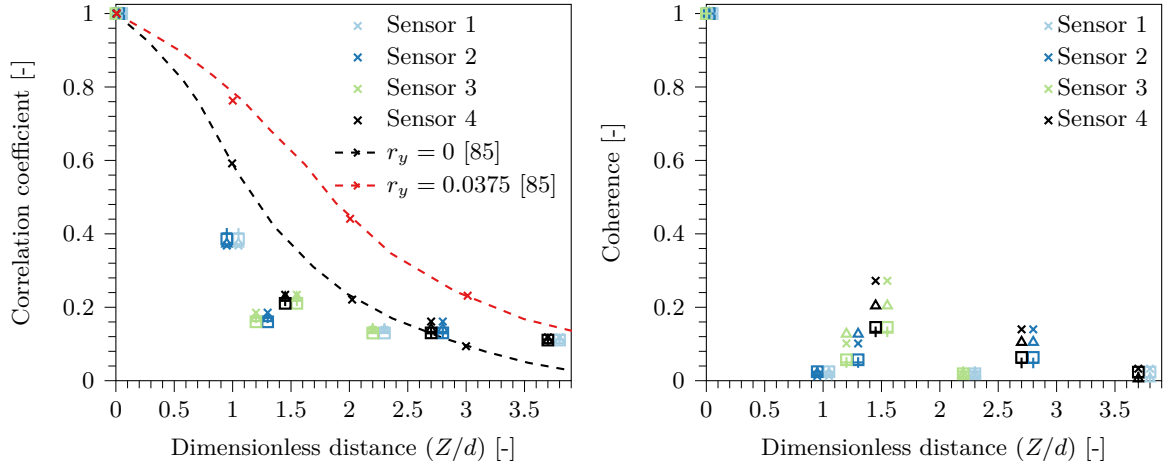 Correlation coefficient [-]
1
0.8
0.6
0.4
0.2
0
0 0.5 1 1.5 2 2.5 3 3.5
Dimensionless distance (Z/d) [-]
Sensor 1
Sensor 2
Sensor 3
Sensor 4
r_y = 0 [85]
r_y = 0.0375 [85]
Coherence [-]
1
0.8
0.6
0.4
0.2
0
0 0.5 1 1.5 2 2.5 3 3.5
Dimensionless distance (Z/d) [-]
Sensor 1
Sensor 2
Sensor 3
Sensor 4